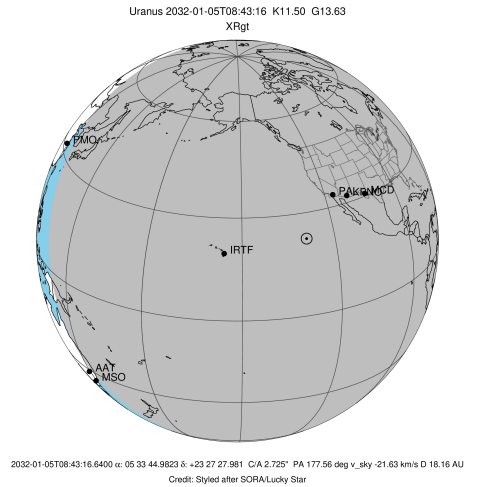 Uranus 2032-01-05T08:43:16 K11.50 G13.63
XRgt
PMO
MCD
IRTF
AAT
MSO
2032-01-05T08:43:16.6400 α: 05 33 44.9823 δ: +23 27 27.981 C/A 2.725" PA 177.56 deg v_sky -21.63 km/s D 18.16 AU
Credit: Styled after SORA/Lucky Star